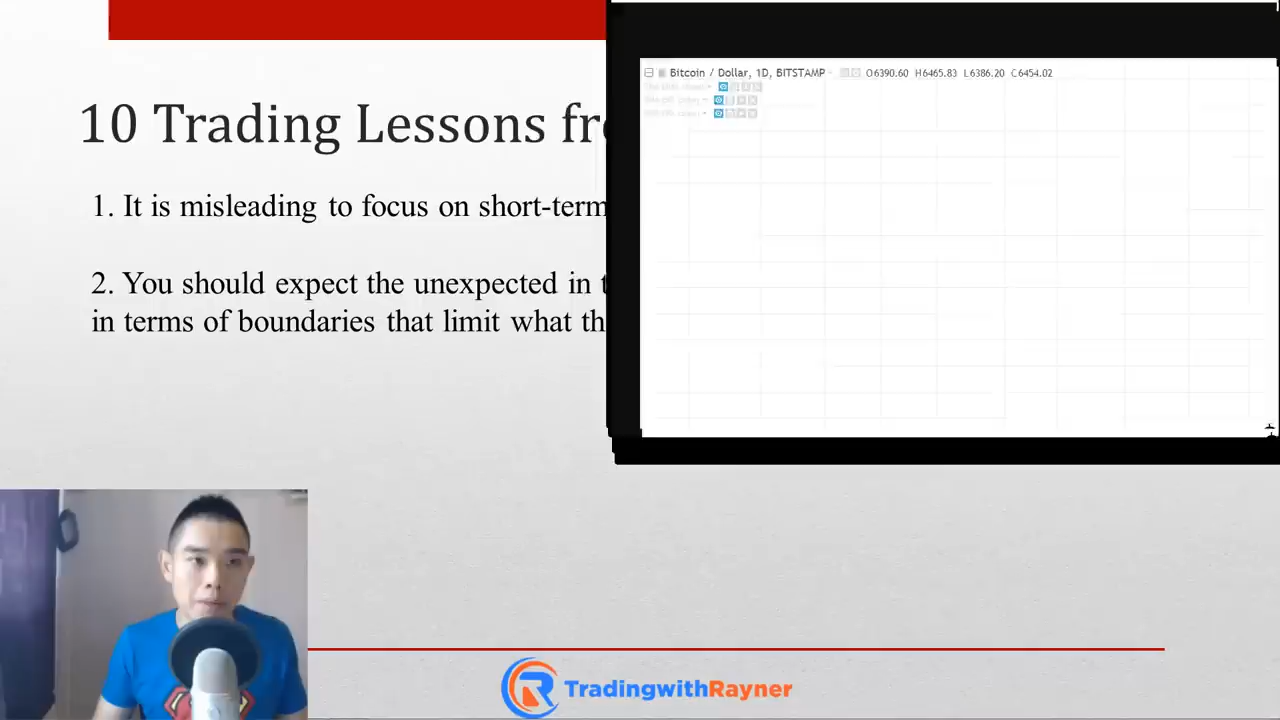 10 Trading Lessons fr
1. It is misleading to focus on short-term
2. You should expect the unexpected in t
in terms of boundaries that limit what th
Bitcoin / Dollar, 1D, BITSTAMP
O6390.60 H6465.83 L6386.20 C6454.02
TradingwithRayner